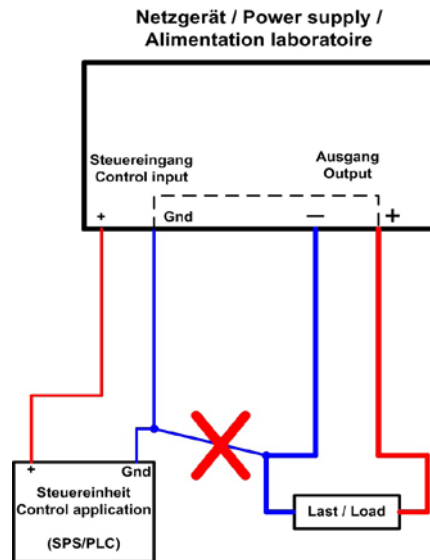 Netzgerät / Power supply /
Alimentation laboratoire
Steuereingang
Control input
Ausgang
Output
+
Gnd
—
+
+
Gnd
Steuereinheit
Control application
(SPS/PLC)
Last / Load